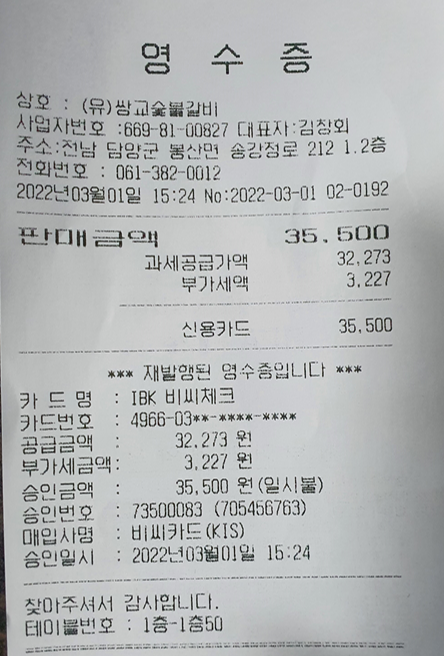 영 수 증
상호 : (유)쌍교숯불갈비
사업자번호 :669-81-00827 대표자:김창회
주소:전남 담양군 봉산면 송강정로 212 1.2층
전화번호 : 061-382-0012
2022년03월01일 15:24 No:2022-03-01 02-0192
판매금액 35,500
과세공급가액 32,273
부가세액 3,227
신용카드 35,500
*** 재발행된 영수증입니다 ***
카 드 명 : IBK 비씨체크
카드번호 : 4966-03**-****-****
공급금액 : 32,273 원
부가세금액: 3,227 원
승인금액 : 35,500 원(일시불)
승인번호 : 73500083 (705456763)
매입사명 : 비씨카드(KIS)
승인일시 : 2022년03월01일 15:24
찾아주셔서 감사합니다.
테이블번호 : 1층-1층50